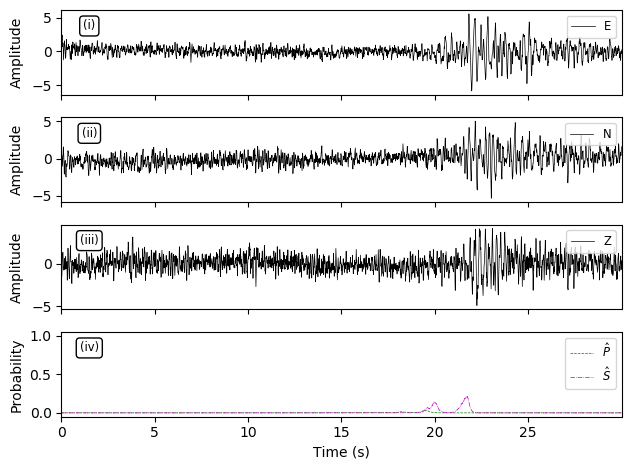 (i)
E
Amplitude
5
0
−5
(ii)
N
Amplitude
5
0
−5
(iii)
Z
Amplitude
0
−5
(iv)
P̂
Ŝ
Probability
1.0
0.5
0.0
0 5 10 15 20 25
Time (s)